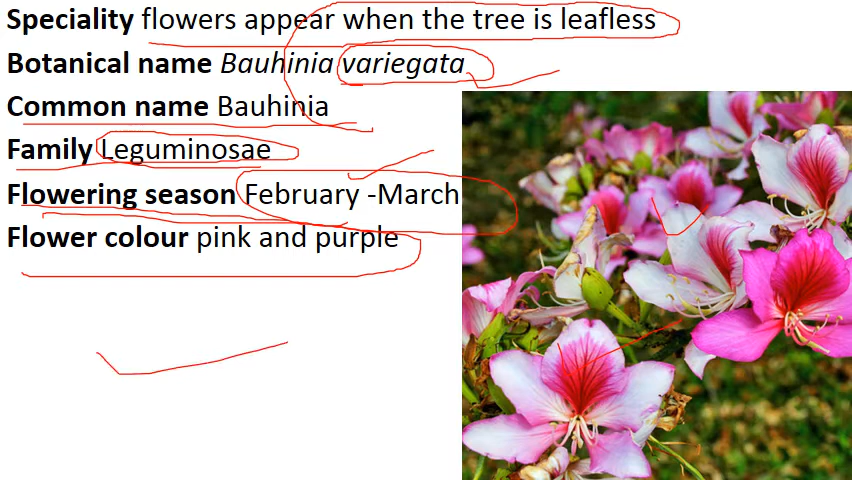 Speciality flowers appear when the tree is leafless
Botanical name Bauhinia variegata
Common name Bauhinia
Family Leguminosae
Flowering season February -March
Flower colour pink and purple